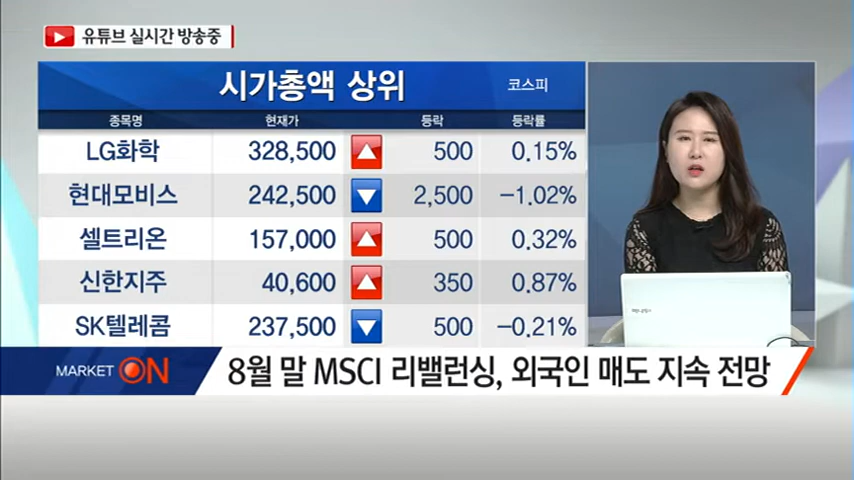 유튜브 실시간 방송중
시가총액 상위 코스피
종목명 현재가 등락 등락률
LG화학 328,500 ▲ 500 0.15%
현대모비스 242,500 ▼ 2,500 -1.02%
셀트리온 157,000 ▲ 500 0.32%
신한지주 40,600 ▲ 350 0.87%
SK텔레콤 237,500 ▼ 500 -0.21%
MARKET ON 8월 말 MSCI 리밸런싱, 외국인 매도 지속 전망